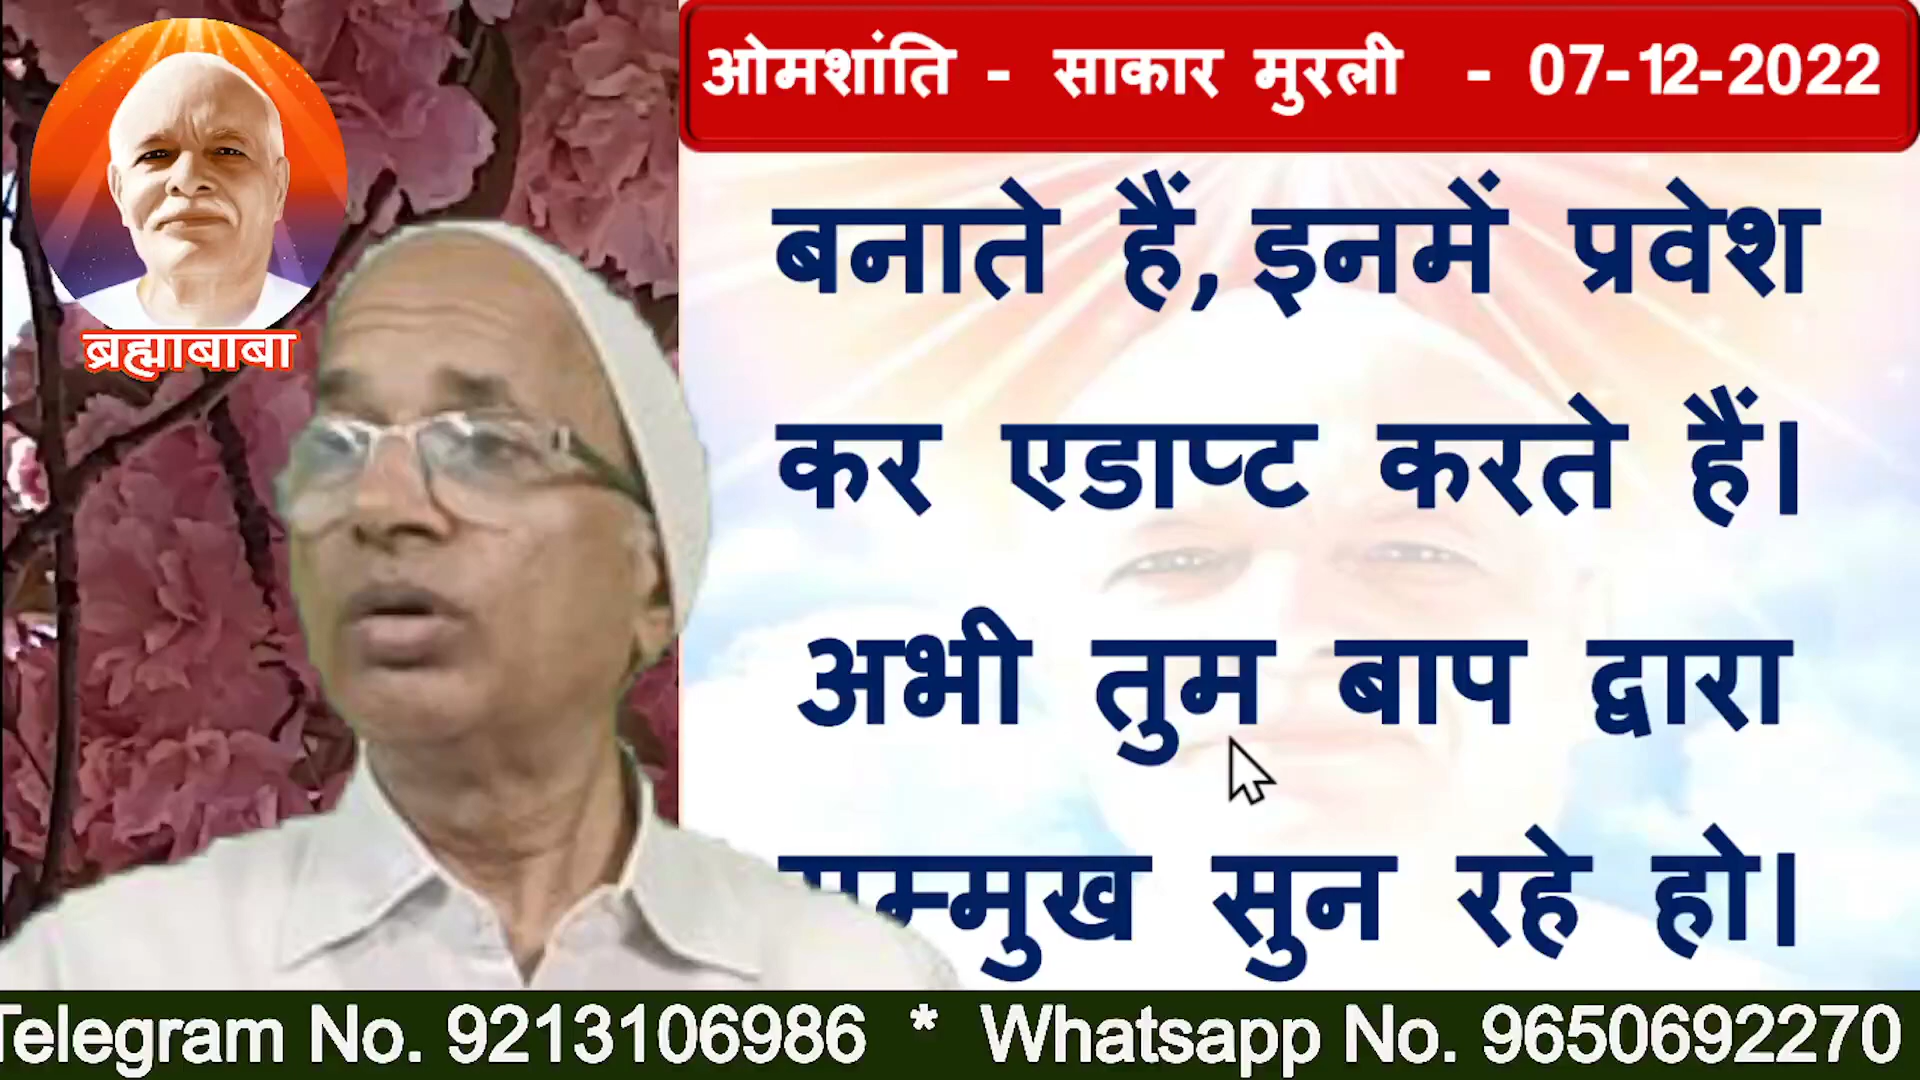 ओमशांति - साकार मुरली - 07-12-2022
ब्रह्माबाबा
बनाते हैं, इनमें प्रवेश
कर एडाप्ट करते हैं।
अभी तुम बाप द्वारा
सम्मुख सुन रहे हो।
Telegram No. 9213106986 * Whatsapp No. 9650692270